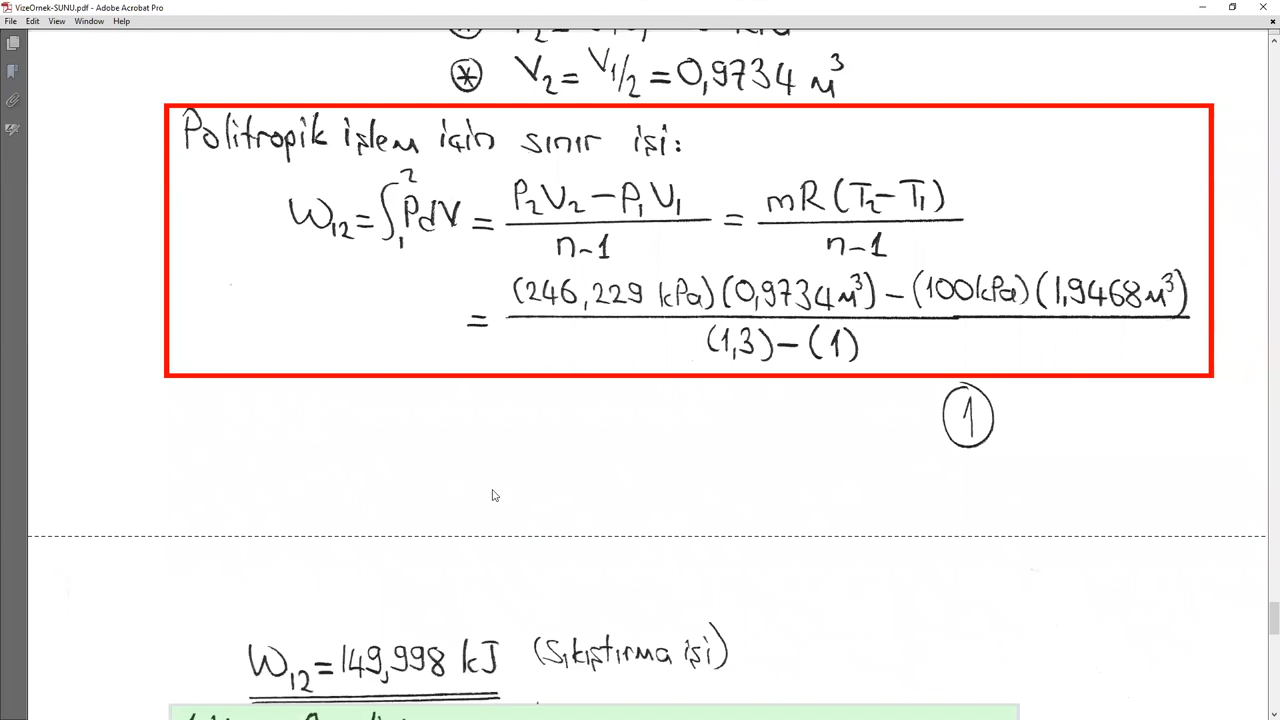 VizeOrnek-SUNU.pdf - Adobe Acrobat Pro
File Edit View Window Help
V₂ = V₁/2 = 0,9734 m³
Politropik işlem için sınır işi:
W₁₂ = ∫₁² PdV = (P₂V₂ − P₁V₁)/(n−1) = mR(T₂−T₁)/(n−1)
= ((246,229 kPa)(0,9734 m³) − (100 kPa)(1,9468 m³))/((1,3)−(1))
1
W₁₂ = 149,998 kJ (Sıkıştırma işi)